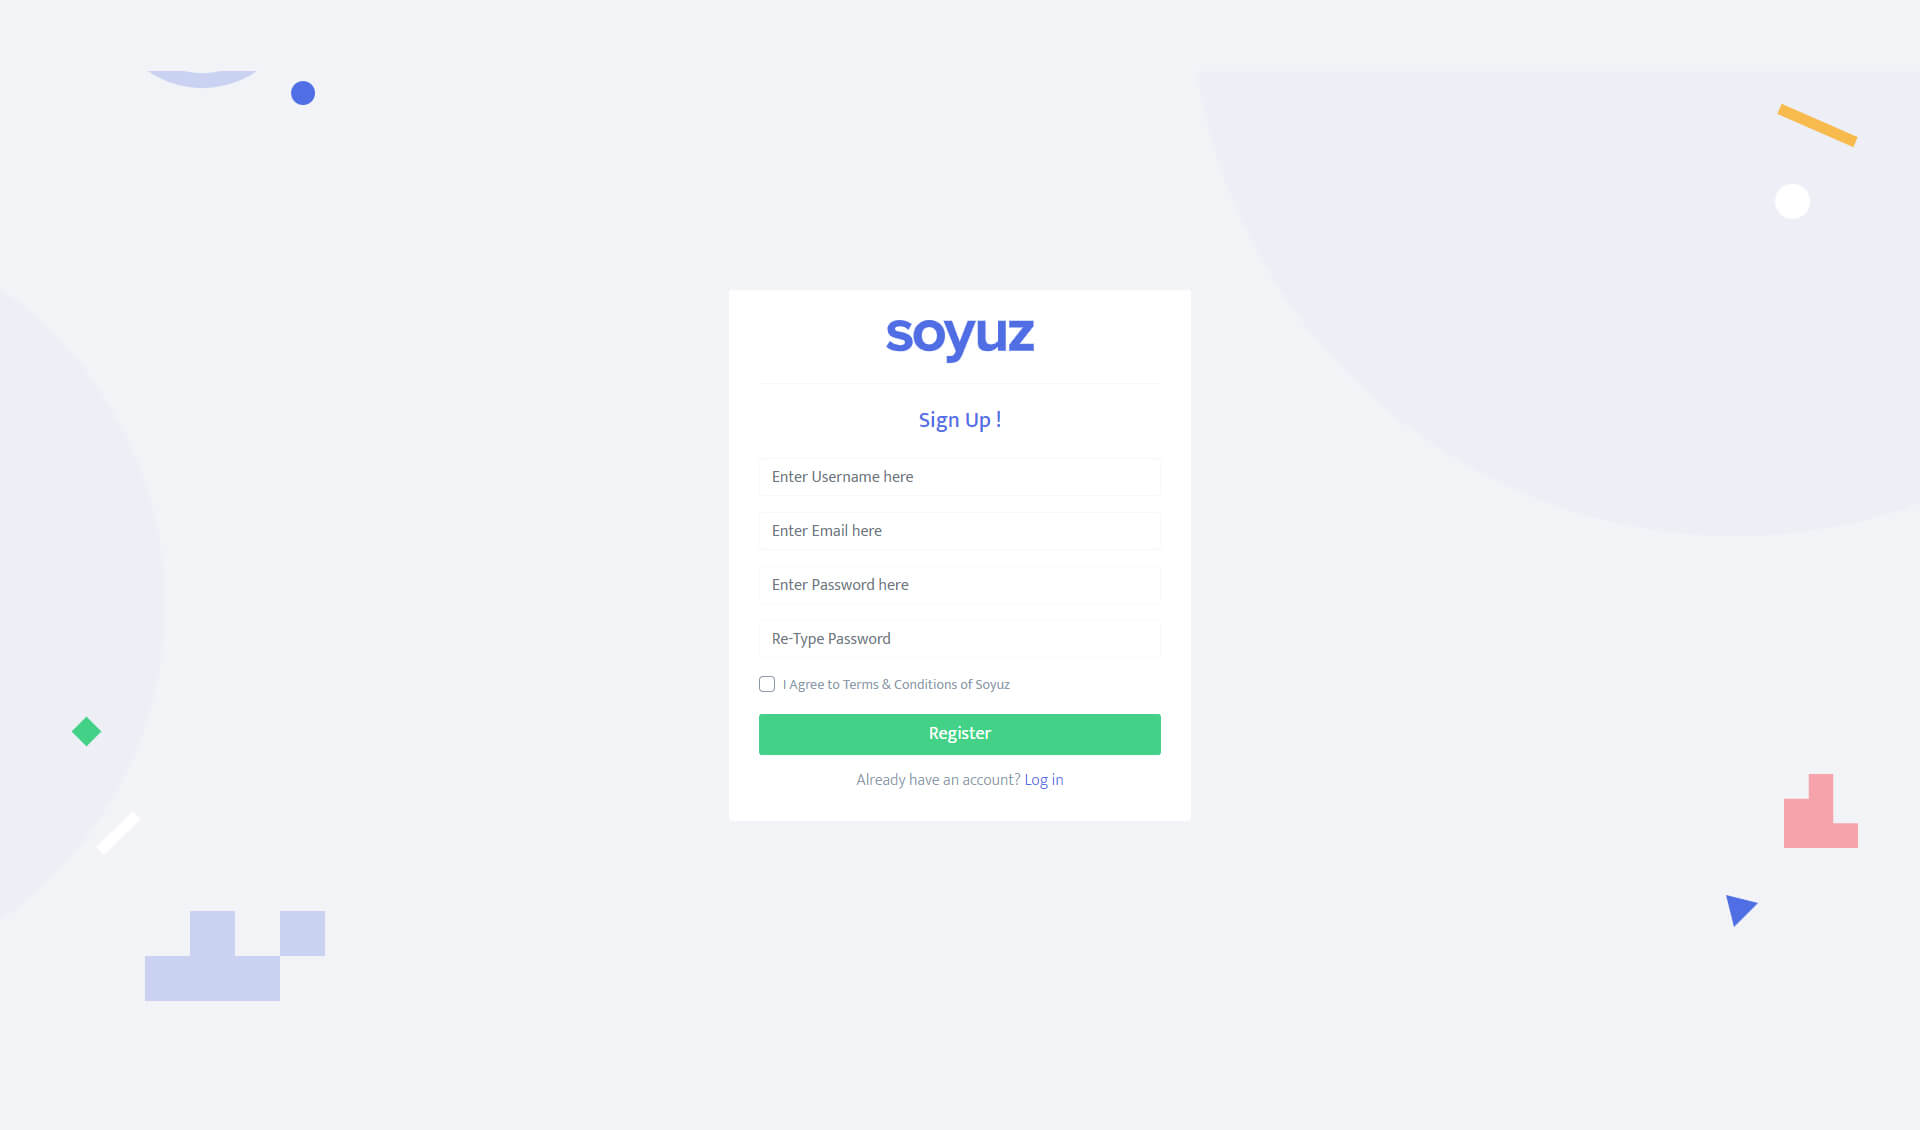 soyuz
Sign Up !
Enter Username here
Enter Email here
Enter Password here
Re-Type Password
I Agree to Terms & Conditions of Soyuz
Register
Already have an account? Log in